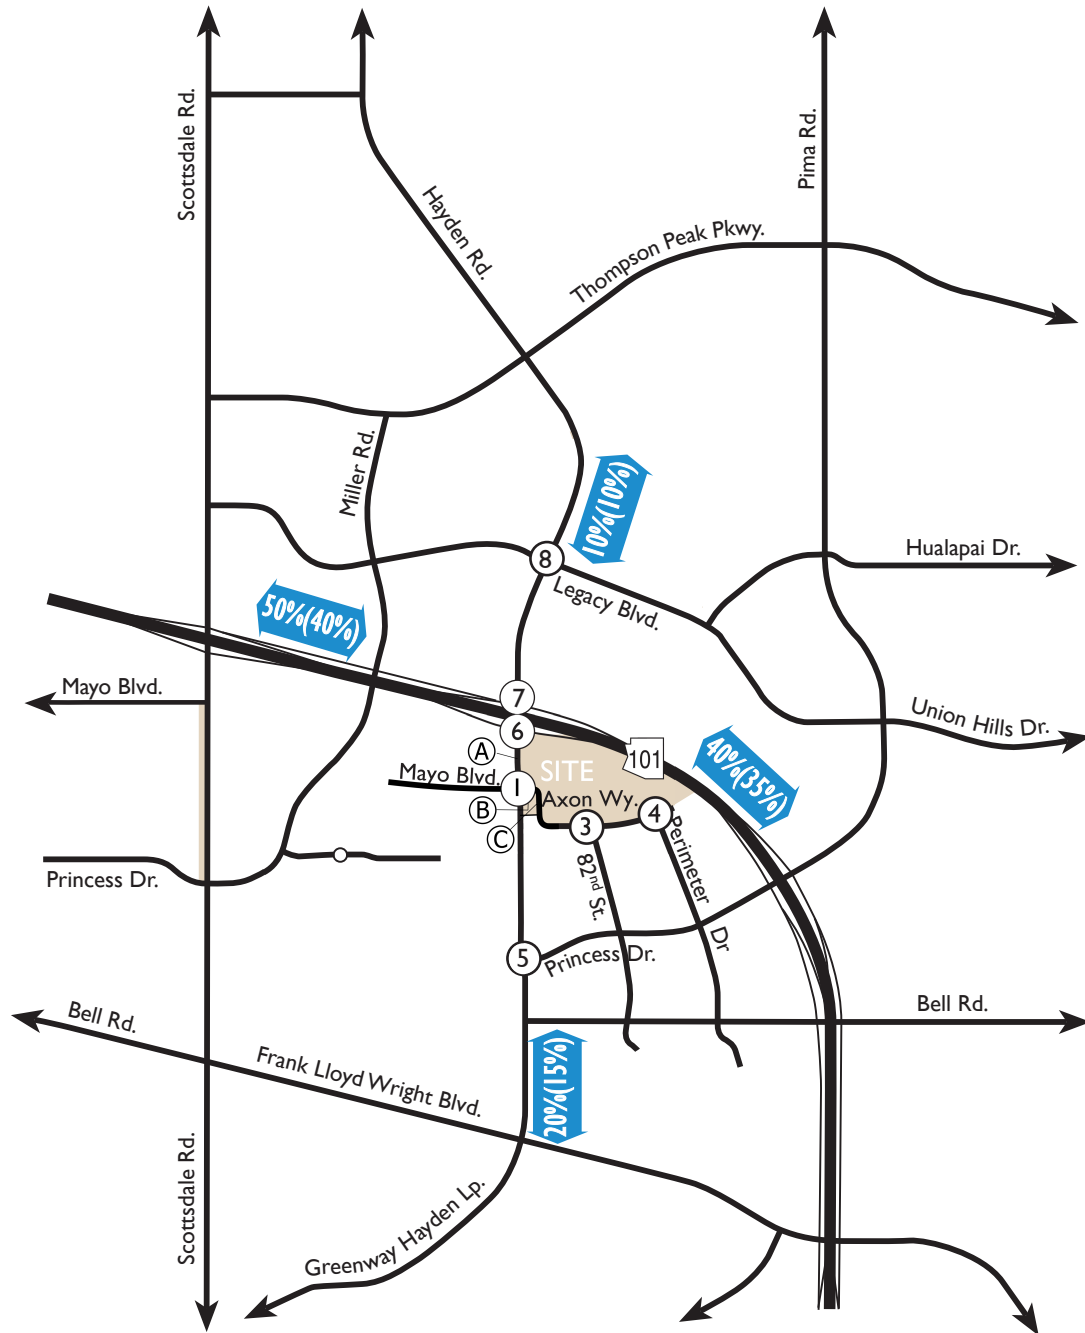 Scottsdale Rd.
Hayden Rd.
Pima Rd.
Thompson Peak Pkwy.
Miller Rd.
10%(10%)
8
Legacy Blvd.
Hualapai Dr.
50%(40%)
Mayo Blvd.
7
6
A
Union Hills Dr.
40%(35%)
101
SITE
Mayo Blvd.
1
B
C
Axon Wy.
3
4
82nd St.
Perimeter Dr
Princess Dr.
5
Princess Dr.
Bell Rd.
Bell Rd.
Frank Lloyd Wright Blvd.
20%(15%)
Scottsdale Rd.
Greenway Hayden Lp.